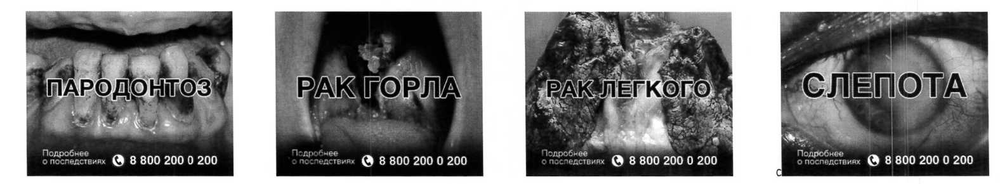 ПАРОДОНТОЗ
Подробнее
о последствиях 8 800 200 0 200
РАК ГОРЛА
Подробнее
о последствиях 8 800 200 0 200
РАК ЛЕГКОГО
Подробнее
о последствиях 8 800 200 0 200
СЛЕПОТА
Подробнее
о последствиях 8 800 200 0 200
с